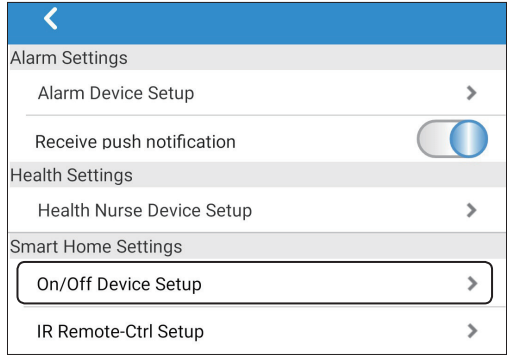 Alarm Settings
Alarm Device Setup
Receive push notification
Health Settings
Health Nurse Device Setup
Smart Home Settings
On/Off Device Setup
IR Remote-Ctrl Setup